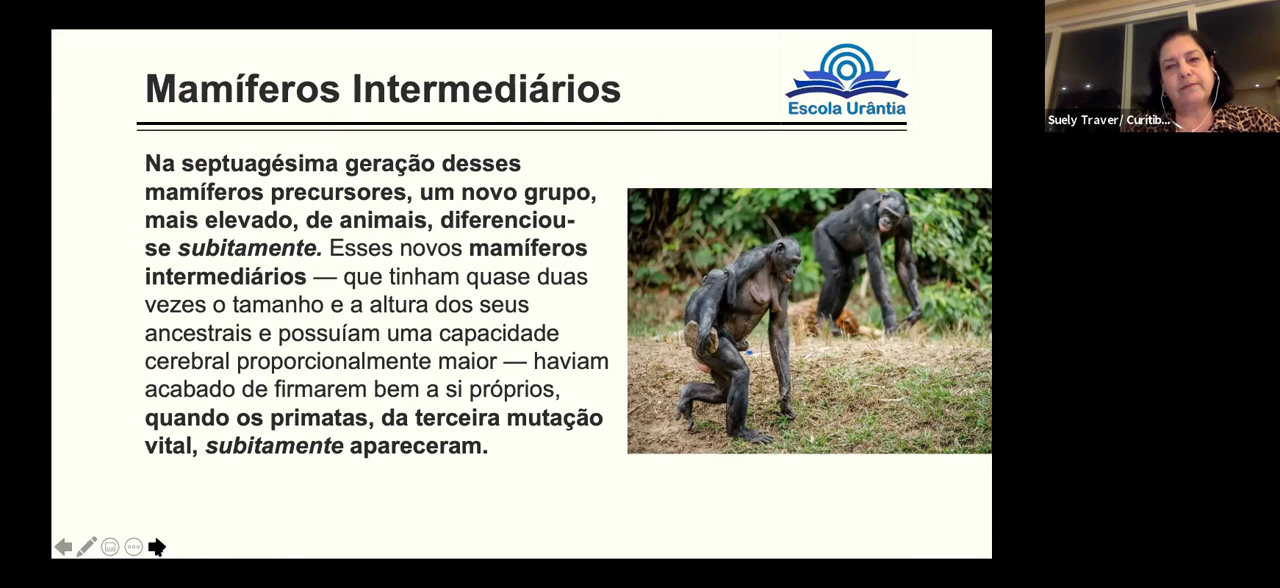 Mamíferos Intermediários
Escola Urântia
Na septuagésima geração desses
mamíferos precursores, um novo grupo,
mais elevado, de animais, diferenciou-
se subitamente. Esses novos mamíferos
intermediários — que tinham quase duas
vezes o tamanho e a altura dos seus
ancestrais e possuíam uma capacidade
cerebral proporcionalmente maior — haviam
acabado de firmarem bem a si próprios,
quando os primatas, da terceira mutação
vital, subitamente apareceram.
Suely Traver/ Curitib...